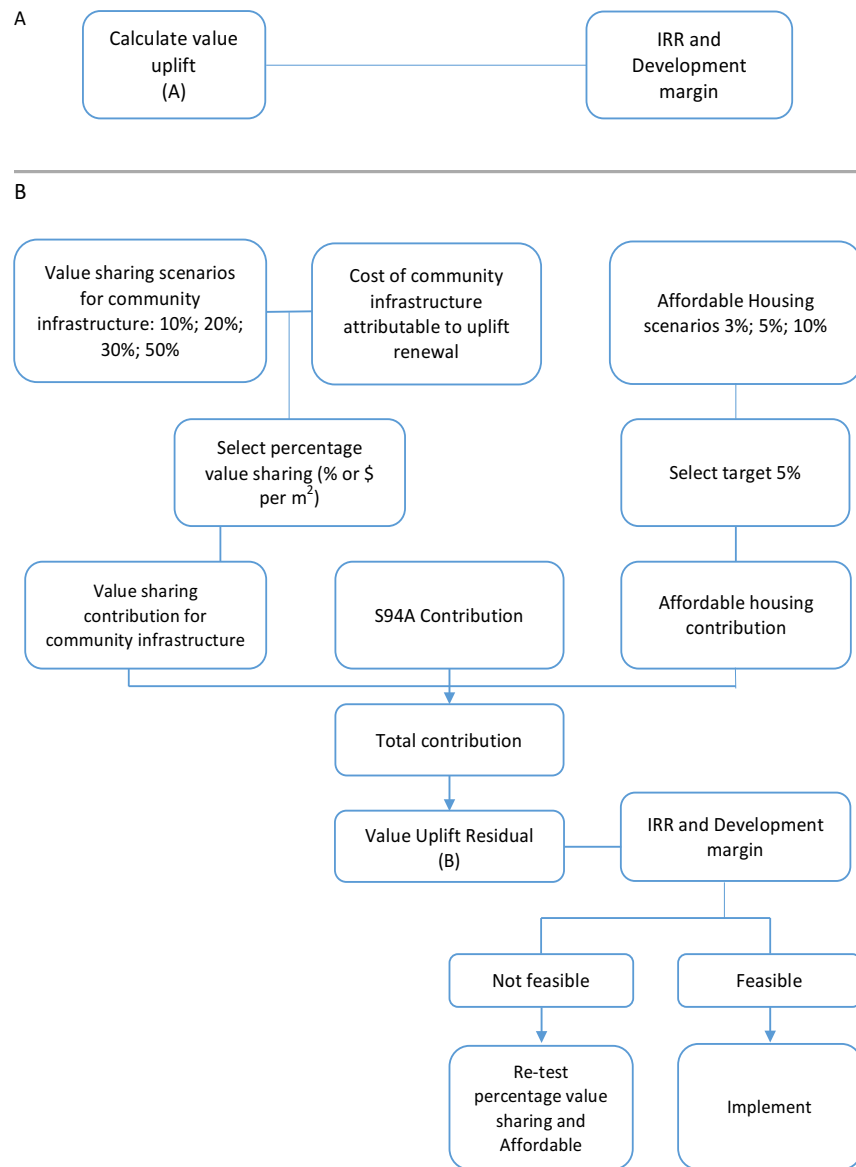 A
Calculate value
uplift
(A)
IRR and
Development
margin
B
Value sharing scenarios
for community
infrastructure: 10%; 20%;
30%; 50%
Cost of community
infrastructure
attributable to uplift
renewal
Affordable Housing
scenarios 3%; 5%; 10%
Select percentage
value sharing (% or $
per m²)
Select target 5%
Value sharing
contribution for
community infrastructure
S94A Contribution
Affordable housing
contribution
Total contribution
Value Uplift Residual
(B)
IRR and Development
margin
Not feasible
Feasible
Re-test
percentage value
sharing and
Affordable
Implement